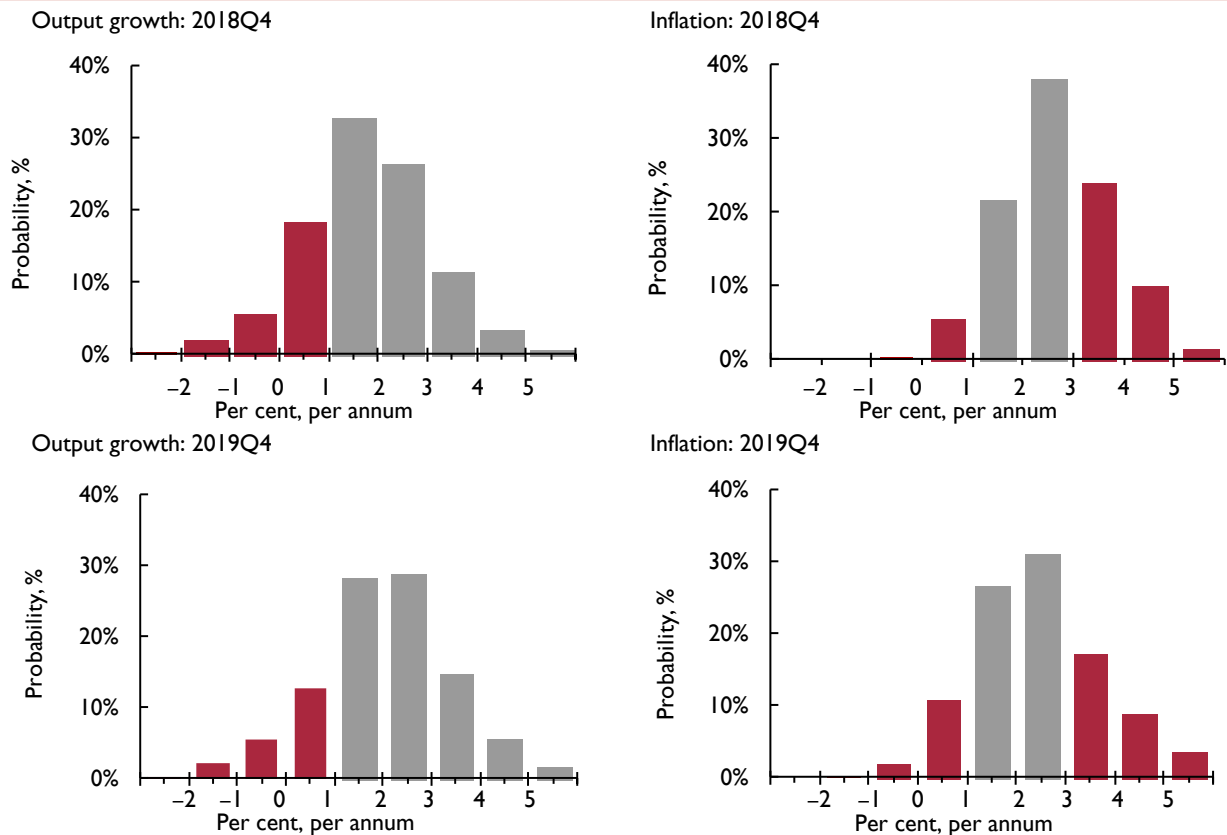 Output growth: 2018Q4
40%
30%
20%
10%
0%
Probability, %
–2 –1 0 1 2 3 4 5
Per cent, per annum
Inflation: 2018Q4
40%
30%
20%
10%
0%
Probability, %
–2 –1 0 1 2 3 4 5
Per cent, per annum
Output growth: 2019Q4
40%
30%
20%
10%
0%
Probability, %
–2 –1 0 1 2 3 4 5
Per cent, per annum
Inflation: 2019Q4
40%
30%
20%
10%
0%
Probability, %
–2 –1 0 1 2 3 4 5
Per cent, per annum